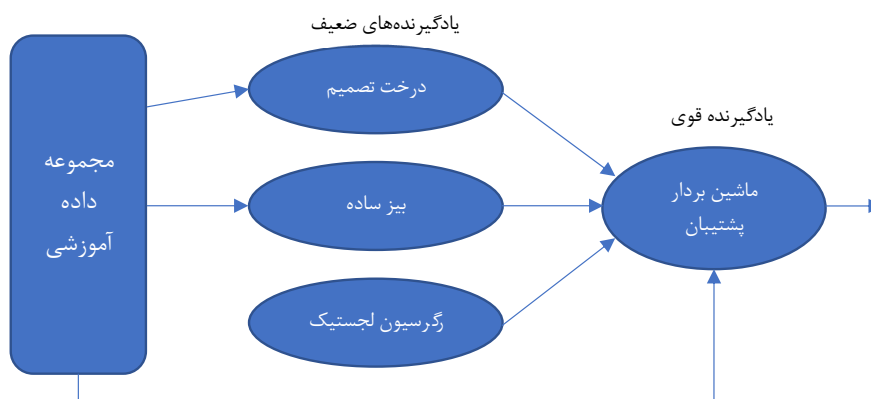 یادگیرنده‌های ضعیف
درخت تصمیم
یادگیرنده قوی
مجموعه
داده
آموزشی
بیز ساده
ماشین بردار
پشتیبان
رگرسیون لجستیک